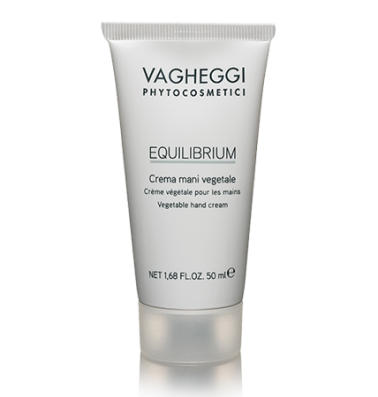 VAGHEGGI
PHYTOCOSMETICI
EQUILIBRIUM
Crema mani vegetale
Crème végétale pour les mains
Vegetable hand cream
NET 1,68 FL.OZ. 50 ml ℮